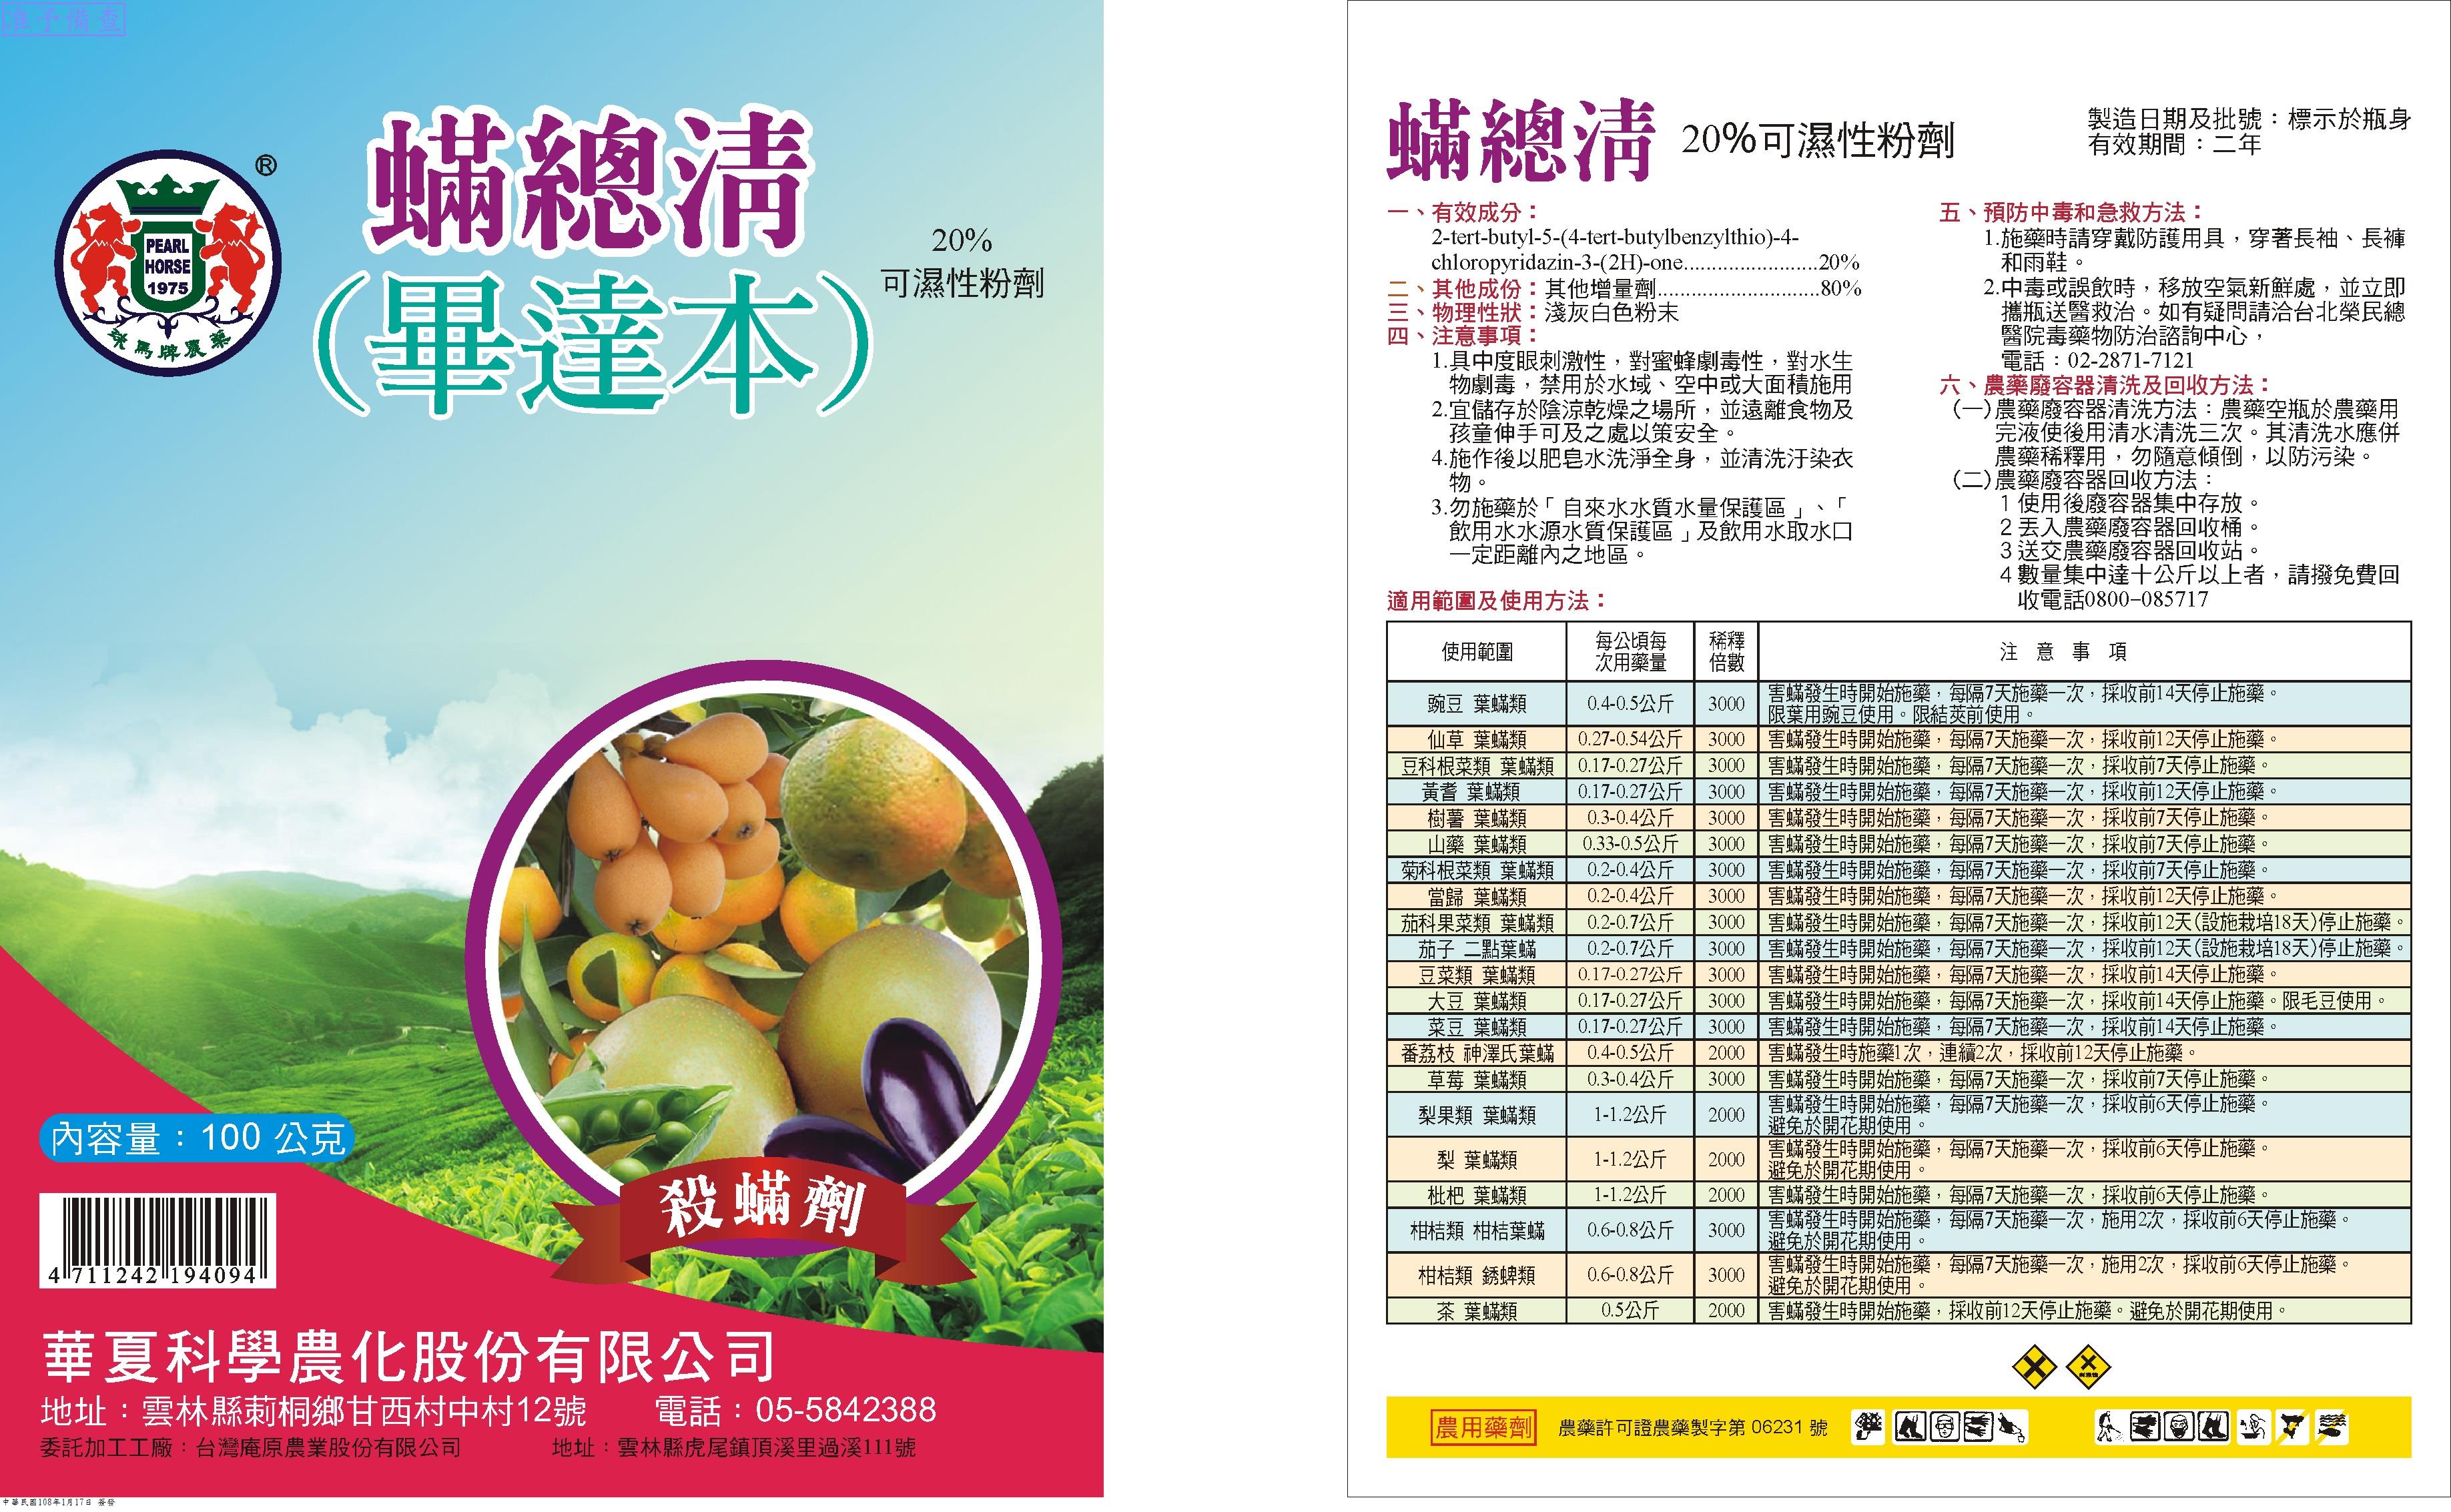 准予備查
®
蟎總清
(畢達本)
20%
可濕性粉劑
PEARL
HORSE
1975
珠馬牌農藥
內容量：100 公克
殺蟎劑
4 711242 194094
華夏科學農化股份有限公司
地址：雲林縣莿桐鄉甘西村中村12號 電話：05-5842388
委託加工工廠：台灣庵原農業股份有限公司 地址：雲林縣虎尾鎮頂溪里過溪111號
中華民國108年1月17日 簽發
蟎總清 20%可濕性粉劑
製造日期及批號：標示於瓶身
有效期間：二年
一、有效成分：
2-tert-butyl-5-(4-tert-butylbenzylthio)-4-
chloropyridazin-3-(2H)-one........................20%
二、其他成份：其他增量劑............................80%
三、物理性狀：淺灰白色粉末
四、注意事項：
1.具中度眼刺激性，對蜜蜂劇毒性，對水生
物劇毒，禁用於水域、空中或大面積施用
2.宜儲存於陰涼乾燥之場所，並遠離食物及
孩童伸手可及之處以策安全。
4.施作後以肥皂水洗淨全身，並清洗汙染衣
物。
3.勿施藥於「自來水水質水量保護區」、「
飲用水水源水質保護區」及飲用水取水口
一定距離內之地區。
五、預防中毒和急救方法：
1.施藥時請穿戴防護用具，穿著長袖、長褲
和雨鞋。
2.中毒或誤飲時，移放空氣新鮮處，並立即
攜瓶送醫救治。如有疑問請洽台北榮民總
醫院毒藥物防治諮詢中心，
電話：02-2871-7121
六、農藥廢容器清洗及回收方法：
(一)農藥廢容器清洗方法：農藥空瓶於農藥用
完液使後用清水清洗三次。其清洗水應併
農藥稀釋用，勿隨意傾倒，以防污染。
(二)農藥廢容器回收方法：
1 使用後廢容器集中存放。
2 丟入農藥廢容器回收桶。
3 送交農藥廢容器回收站。
4 數量集中達十公斤以上者，請撥免費回
收電話0800-085717
適用範圍及使用方法：
使用範圍 每公頃每次用藥量 稀釋倍數 注意事項
豌豆 葉蟎類 0.4-0.5公斤 3000 害蟎發生時開始施藥，每隔7天施藥一次，採收前14天停止施藥。
限葉用豌豆使用。限結莢前使用。
仙草 葉蟎類 0.27-0.54公斤 3000 害蟎發生時開始施藥，每隔7天施藥一次，採收前12天停止施藥。
豆科根菜類 葉蟎類 0.17-0.27公斤 3000 害蟎發生時開始施藥，每隔7天施藥一次，採收前7天停止施藥。
黃耆 葉蟎類 0.17-0.27公斤 3000 害蟎發生時開始施藥，每隔7天施藥一次，採收前12天停止施藥。
樹薯 葉蟎類 0.3-0.4公斤 3000 害蟎發生時開始施藥，每隔7天施藥一次，採收前7天停止施藥。
山藥 葉蟎類 0.33-0.5公斤 3000 害蟎發生時開始施藥，每隔7天施藥一次，採收前7天停止施藥。
菊科根菜類 葉蟎類 0.2-0.4公斤 3000 害蟎發生時開始施藥，每隔7天施藥一次，採收前7天停止施藥。
當歸 葉蟎類 0.2-0.4公斤 3000 害蟎發生時開始施藥，每隔7天施藥一次，採收前12天停止施藥。
茄科果菜類 葉蟎類 0.2-0.7公斤 3000 害蟎發生時開始施藥，每隔7天施藥一次，採收前12天(設施栽培18天)停止施藥。
茄子 二點葉蟎 0.2-0.7公斤 3000 害蟎發生時開始施藥，每隔7天施藥一次，採收前12天(設施栽培18天)停止施藥。
豆菜類 葉蟎類 0.17-0.27公斤 3000 害蟎發生時開始施藥，每隔7天施藥一次，採收前14天停止施藥。
大豆 葉蟎類 0.17-0.27公斤 3000 害蟎發生時開始施藥，每隔7天施藥一次，採收前14天停止施藥。限毛豆使用。
菜豆 葉蟎類 0.17-0.27公斤 3000 害蟎發生時開始施藥，每隔7天施藥一次，採收前14天停止施藥。
番荔枝 神澤氏葉蟎 0.4-0.5公斤 2000 害蟎發生時施藥1次，連續2次，採收前12天停止施藥。
草莓 葉蟎類 0.3-0.4公斤 3000 害蟎發生時開始施藥，每隔7天施藥一次，採收前7天停止施藥。
梨果類 葉蟎類 1-1.2公斤 2000 害蟎發生時開始施藥，每隔7天施藥一次，採收前6天停止施藥。
避免於開花期使用。
梨 葉蟎類 1-1.2公斤 2000 害蟎發生時開始施藥，每隔7天施藥一次，採收前6天停止施藥。
避免於開花期使用。
枇杷 葉蟎類 1-1.2公斤 2000 害蟎發生時開始施藥，每隔7天施藥一次，採收前6天停止施藥。
柑桔類 柑桔葉蟎 0.6-0.8公斤 3000 害蟎發生時開始施藥，每隔7天施藥一次，施用2次，採收前6天停止施藥。
避免於開花期使用。
柑桔類 銹蜱類 0.6-0.8公斤 3000 害蟎發生時開始施藥，每隔7天施藥一次，施用2次，採收前6天停止施藥。
避免於開花期使用。
茶 葉蟎類 0.5公斤 2000 害蟎發生時開始施藥，採收前12天停止施藥。避免於開花期使用。
農用藥劑 農藥許可證農藥製字第 06231 號